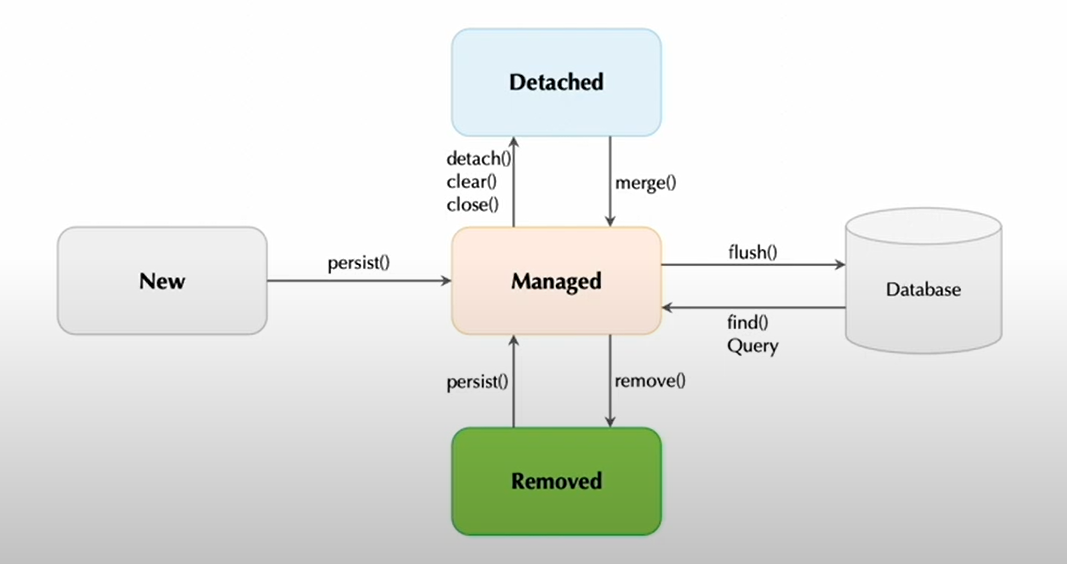 Detached
detach()
clear()
close()
merge()
New
persist()
Managed
flush()
find()
Query
Database
persist()
remove()
Removed